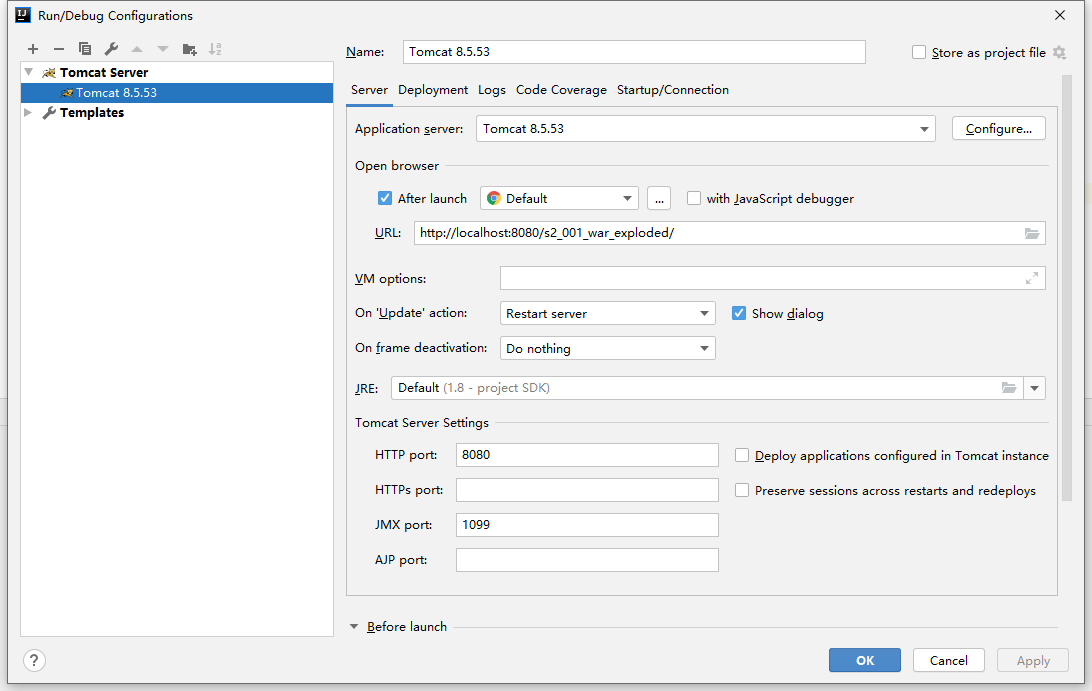 IJ Run/Debug Configurations
Name: Tomcat 8.5.53 Store as project file
Tomcat Server
Tomcat 8.5.53
Templates
Server Deployment Logs Code Coverage Startup/Connection
Application server: Tomcat 8.5.53 Configure...
Open browser
After launch Default ... with JavaScript debugger
URL: http://localhost:8080/s2_001_war_exploded/
VM options:
On 'Update' action: Restart server Show dialog
On frame deactivation: Do nothing
JRE: Default (1.8 - project SDK)
Tomcat Server Settings
HTTP port: 8080 Deploy applications configured in Tomcat instance
HTTPs port: Preserve sessions across restarts and redeploys
JMX port: 1099
AJP port:
Before launch
? OK Cancel Apply